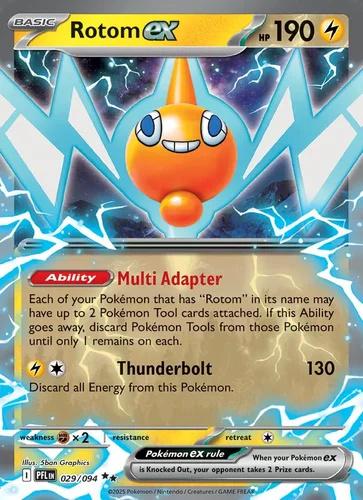 BASIC
Rotom ex
HP 190
Ability Multi Adapter
Each of your Pokémon that has “Rotom” in its name may
have up to 2 Pokémon Tool cards attached. If this Ability
goes away, discard Pokémon Tools from those Pokémon
until only 1 remains on each.
Thunderbolt 130
Discard all Energy from this Pokémon.
weakness ×2 resistance retreat
Illus. 5ban Graphics
Pokémon ex rule When your Pokémon ex
is Knocked Out, your opponent takes 2 Prize cards.
I PFL EN 029/094
©2025 Pokémon / Nintendo / Creatures / GAME FREAK